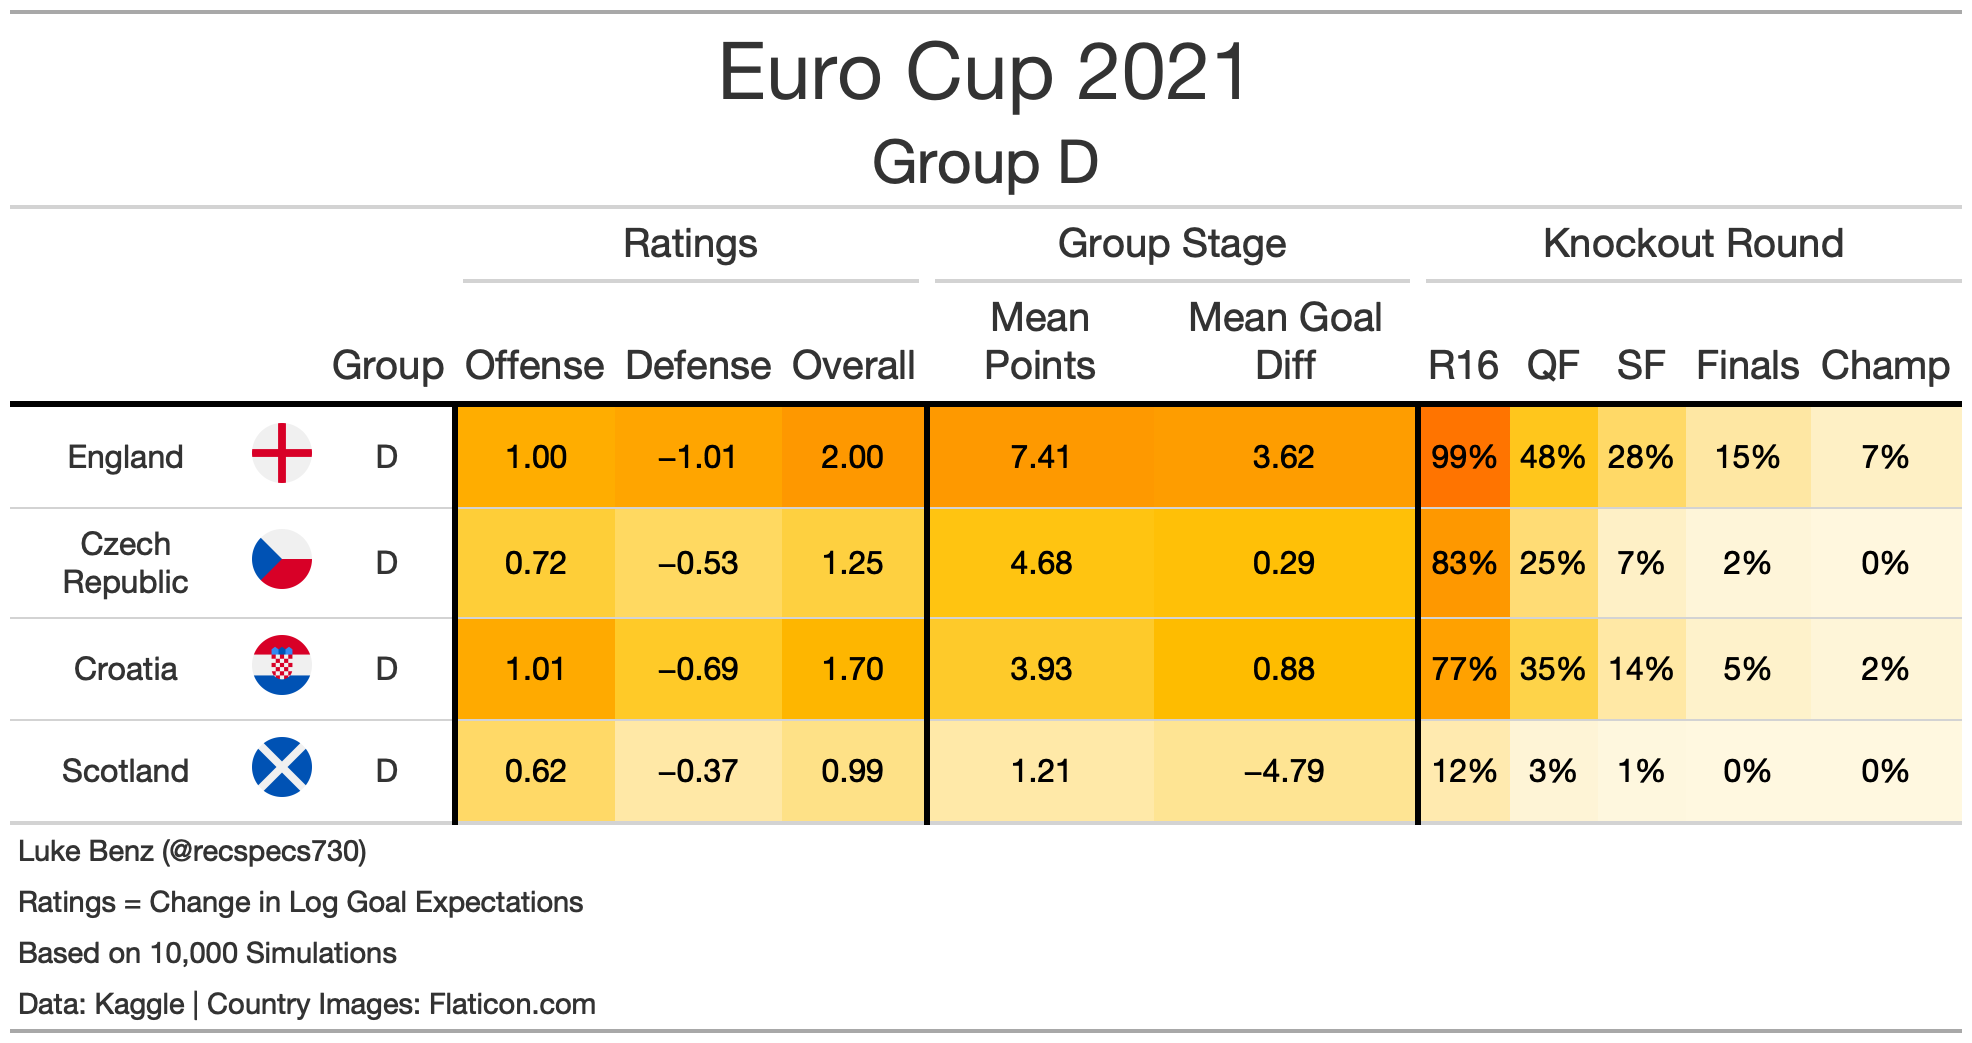 Euro Cup 2021
Group D
Ratings Group Stage Knockout Round
Mean Mean Goal
Group Offense Defense Overall Points Diff R16 QF SF Finals Champ
England D 1.00 −1.01 2.00 7.41 3.62 99% 48% 28% 15% 7%
Czech
Republic D 0.72 −0.53 1.25 4.68 0.29 83% 25% 7% 2% 0%
Croatia D 1.01 −0.69 1.70 3.93 0.88 77% 35% 14% 5% 2%
Scotland D 0.62 −0.37 0.99 1.21 −4.79 12% 3% 1% 0% 0%
Luke Benz (@recspecs730)
Ratings = Change in Log Goal Expectations
Based on 10,000 Simulations
Data: Kaggle | Country Images: Flaticon.com